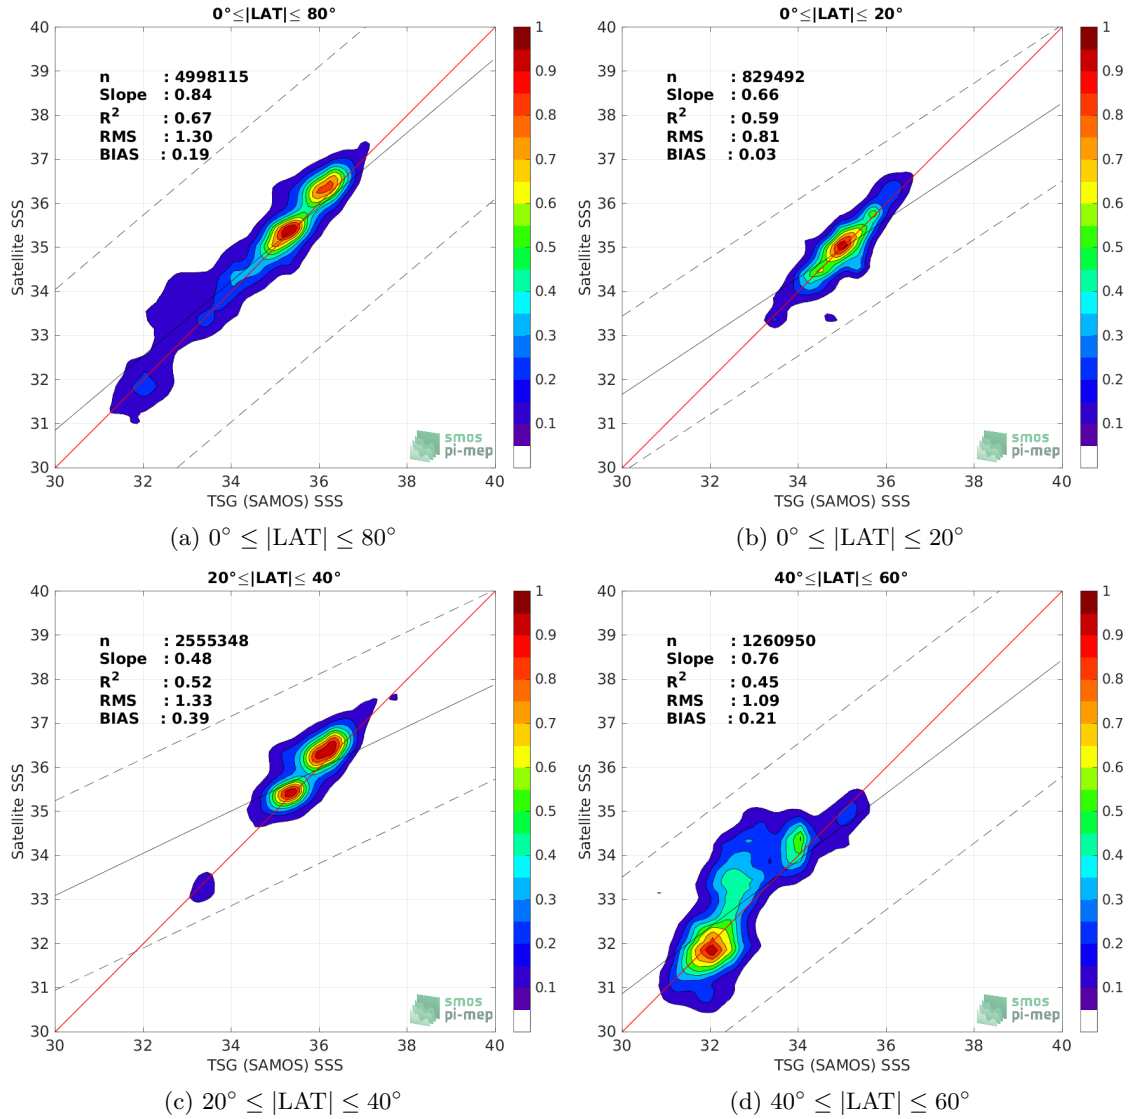 0°≤|LAT|≤ 80°
n : 4998115
Slope : 0.84
R² : 0.67
RMS : 1.30
BIAS : 0.19
40
39
38
37
36
35
34
33
32
31
30
Satellite SSS
30 32 34 36 38 40
TSG (SAMOS) SSS
1
0.9
0.8
0.7
0.6
0.5
0.4
0.3
0.2
0.1
smos
pi-mep
(a) 0° ≤ |LAT| ≤ 80°
0°≤|LAT|≤ 20°
n : 829492
Slope : 0.66
R² : 0.59
RMS : 0.81
BIAS : 0.03
40
39
38
37
36
35
34
33
32
31
30
Satellite SSS
30 32 34 36 38 40
TSG (SAMOS) SSS
1
0.9
0.8
0.7
0.6
0.5
0.4
0.3
0.2
0.1
smos
pi-mep
(b) 0° ≤ |LAT| ≤ 20°
20°≤|LAT|≤ 40°
n : 2555348
Slope : 0.48
R² : 0.52
RMS : 1.33
BIAS : 0.39
40
39
38
37
36
35
34
33
32
31
30
Satellite SSS
30 32 34 36 38 40
TSG (SAMOS) SSS
1
0.9
0.8
0.7
0.6
0.5
0.4
0.3
0.2
0.1
smos
pi-mep
(c) 20° ≤ |LAT| ≤ 40°
40°≤|LAT|≤ 60°
n : 1260950
Slope : 0.76
R² : 0.45
RMS : 1.09
BIAS : 0.21
40
39
38
37
36
35
34
33
32
31
30
Satellite SSS
30 32 34 36 38 40
TSG (SAMOS) SSS
1
0.9
0.8
0.7
0.6
0.5
0.4
0.3
0.2
0.1
smos
pi-mep
(d) 40° ≤ |LAT| ≤ 60°